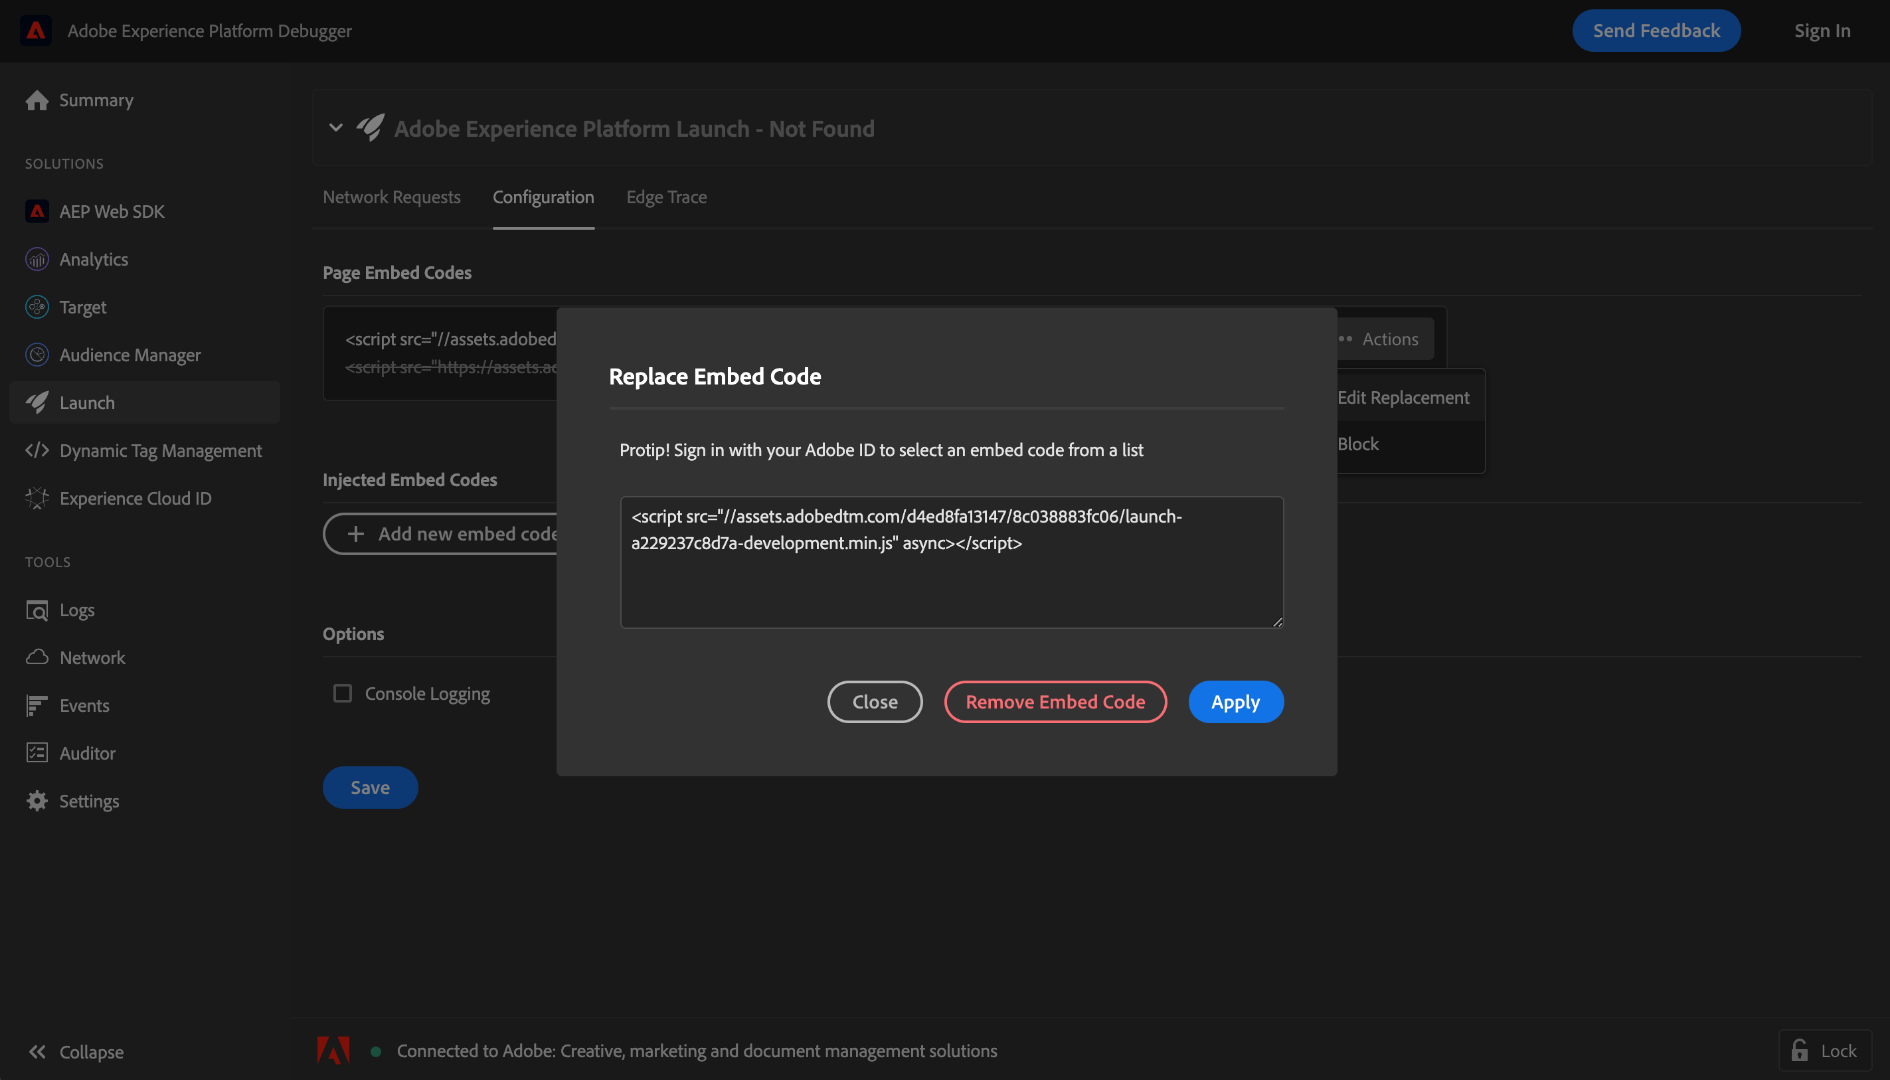 Adobe Experience Platform Debugger
Send Feedback
Sign In
Summary
SOLUTIONS
AEP Web SDK
Analytics
Target
Audience Manager
Launch
Dynamic Tag Management
Experience Cloud ID
TOOLS
Logs
Network
Events
Auditor
Settings
Collapse
Adobe Experience Platform Launch - Not Found
Network Requests
Configuration
Edge Trace
Page Embed Codes
<script src="//assets.adobed
<script src="https://assets.ad
Actions
Edit Replacement
Block
Injected Embed Codes
Add new embed code
Options
Console Logging
Save
Replace Embed Code
Protip! Sign in with your Adobe ID to select an embed code from a list
<script src="//assets.adobedtm.com/d4ed8fa13147/8c038883fc06/launch-
a229237c8d7a-development.min.js" async></script>
Close
Remove Embed Code
Apply
Connected to Adobe: Creative, marketing and document management solutions
Lock